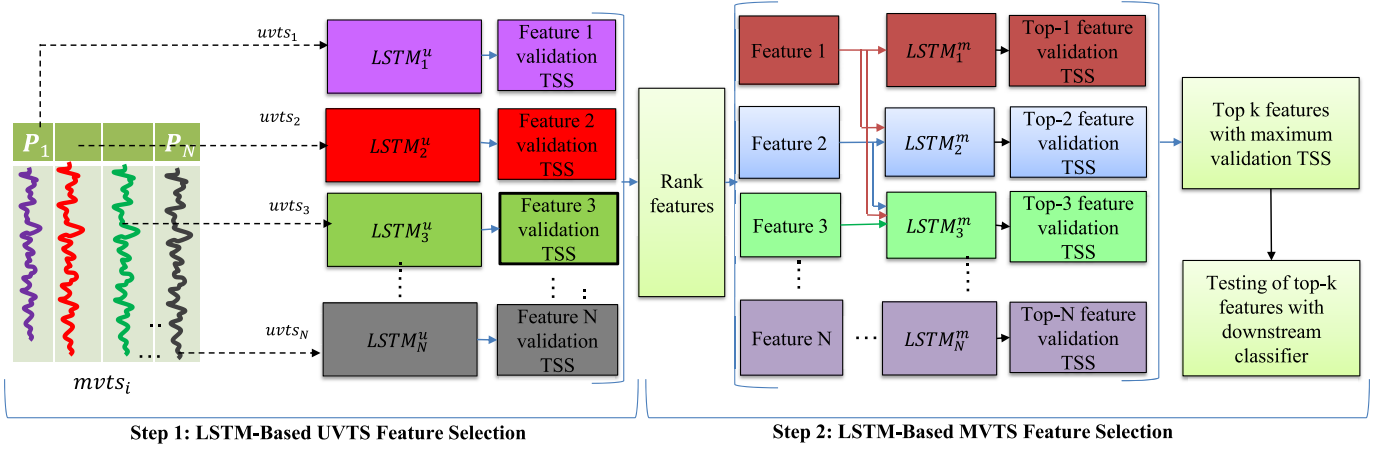 uvts₁
LSTM₁ᵘ
Feature 1
validation
TSS
uvts₂
LSTM₂ᵘ
Feature 2
validation
TSS
uvts₃
LSTM₃ᵘ
Feature 3
validation
TSS
uvts_N
LSTM_Nᵘ
Feature N
validation
TSS
P₁
P_N
mvtsᵢ
Step 1: LSTM-Based UVTS Feature Selection
Rank
features
Feature 1
LSTM₁ᵐ
Top-1 feature
validation
TSS
Feature 2
LSTM₂ᵐ
Top-2 feature
validation
TSS
Feature 3
LSTM₃ᵐ
Top-3 feature
validation
TSS
Feature N
LSTM_Nᵐ
Top-N feature
validation
TSS
Top k features
with maximum
validation TSS
Testing of top-k
features with
downstream
classifier
Step 2: LSTM-Based MVTS Feature Selection